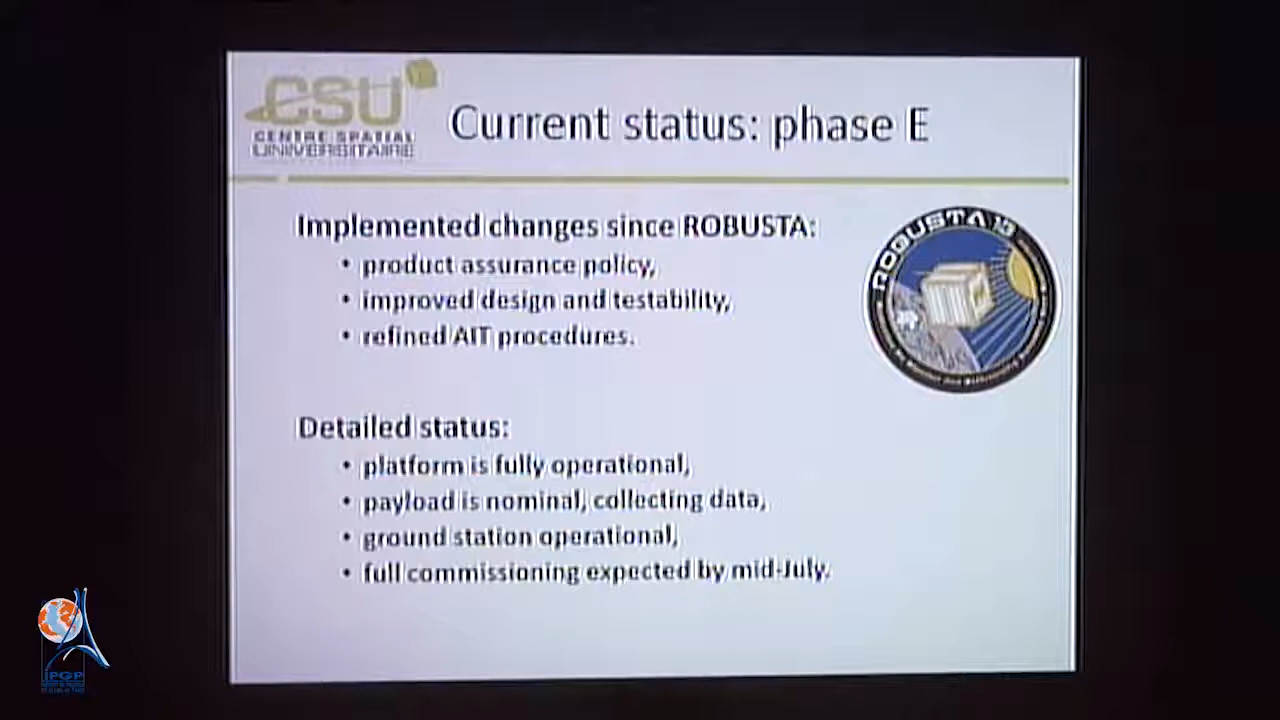 CSU
CENTRE SPATIAL
UNIVERSITAIRE
Current status: phase E
Implemented changes since ROBUSTA:
• product assurance policy,
• improved design and testability,
• refined AIT procedures.
ROBUSTA 1B
Detailed status:
• platform is fully operational,
• payload is nominal, collecting data,
• ground station operational,
• full commissioning expected by mid-July.
IPGP